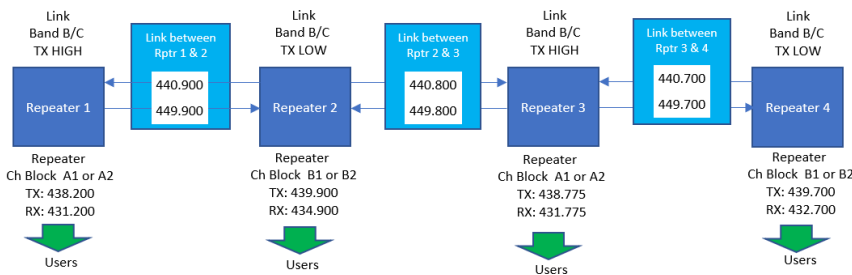 Link
Band B/C
TX HIGH
Link between
Rptr 1 & 2
Link
Band B/C
TX LOW
Link between
Rptr 2 & 3
Link
Band B/C
TX HIGH
Link between
Rptr 3 & 4
Link
Band B/C
TX LOW
Repeater 1
440.900
449.900
Repeater 2
440.800
449.800
Repeater 3
440.700
449.700
Repeater 4
Repeater
Ch Block A1 or A2
TX: 438.200
RX: 431.200
Users
Repeater
Ch Block B1 or B2
TX: 439.900
RX: 434.900
Users
Repeater
Ch Block A1 or A2
TX: 438.775
RX: 431.775
Users
Repeater
Ch Block B1 or B2
TX: 439.700
RX: 432.700
Users